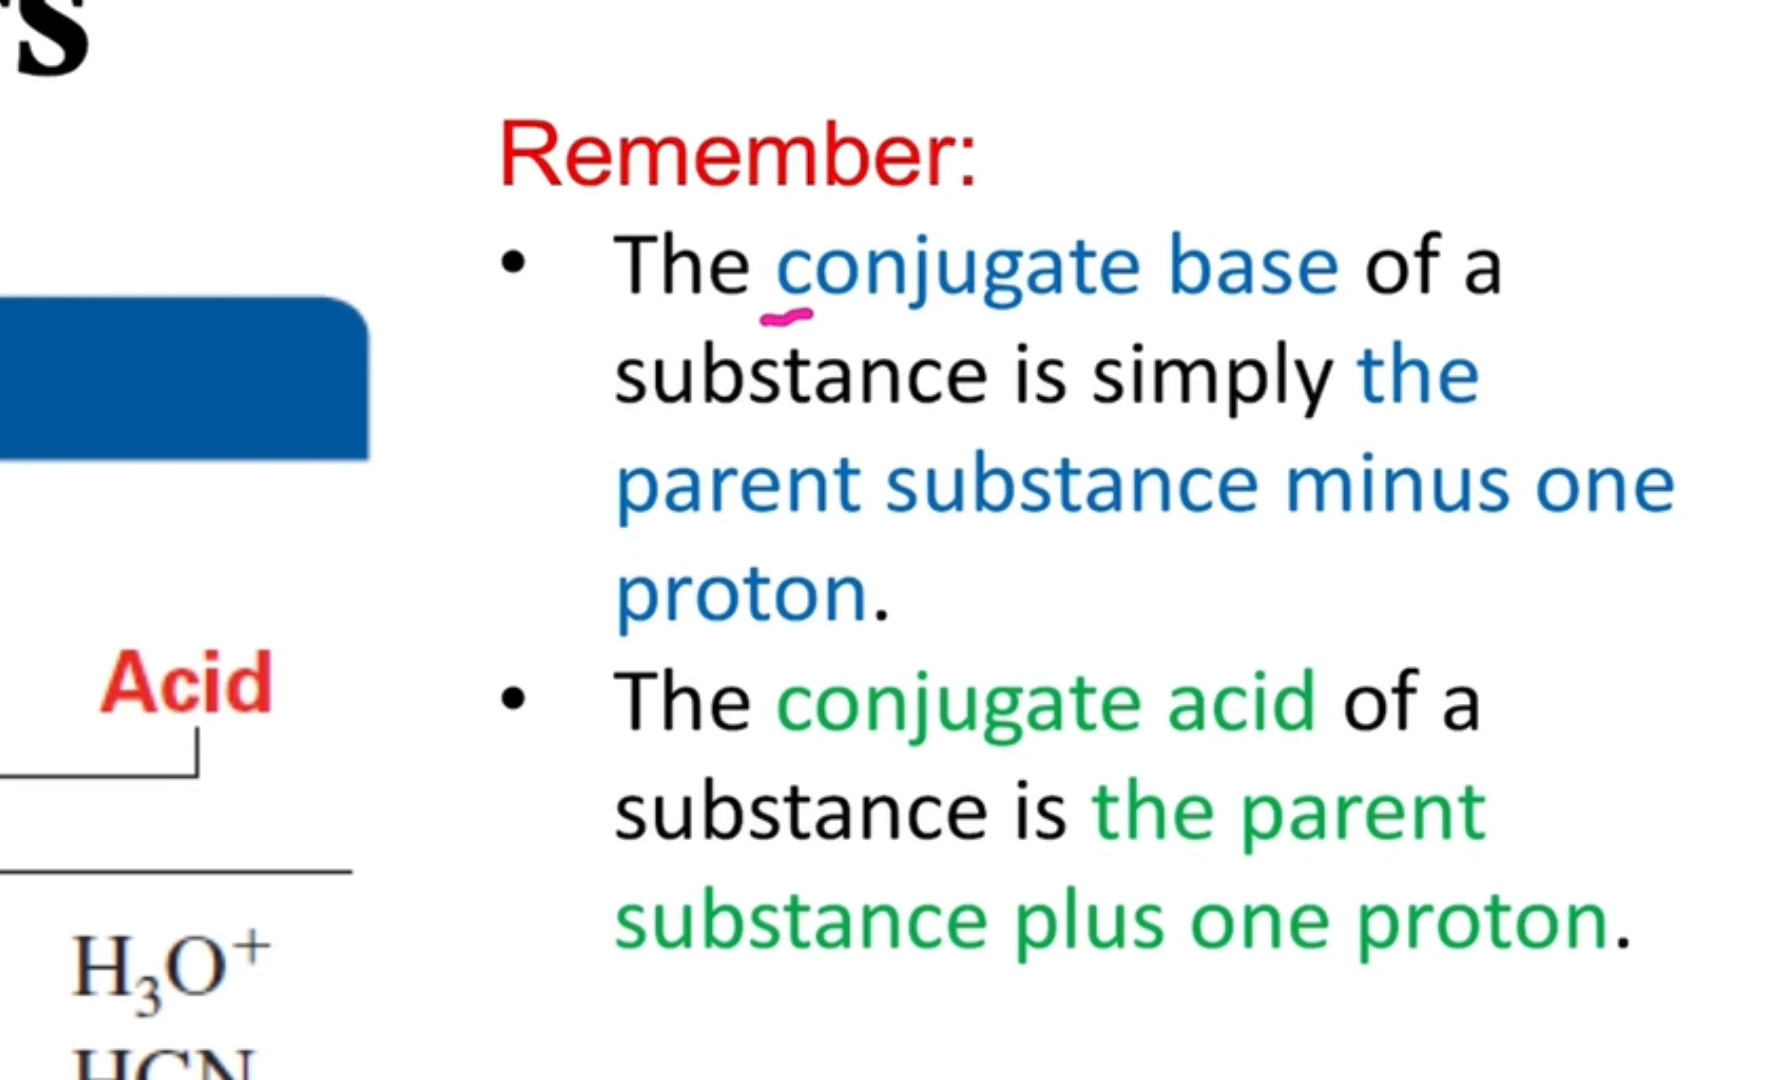 Remember:
• The conjugate base of a
substance is simply the
parent substance minus one
proton.
• The conjugate acid of a
substance is the parent
substance plus one proton.
Acid
H₃O⁺
HCN